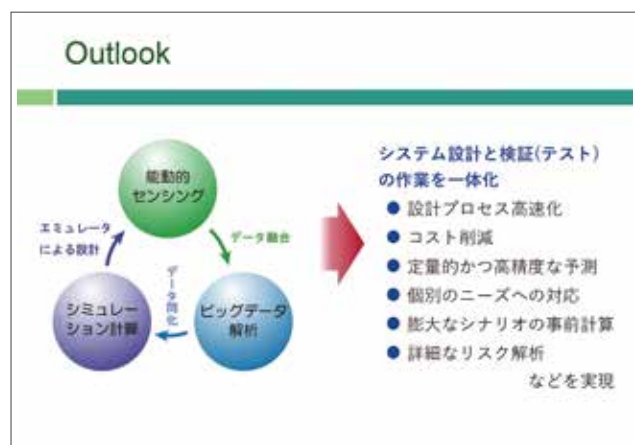 Outlook
能動的
センシング
エミュレータ
による設計
データ融合
データ同化
シミュレー
ション計算
ビッグデータ
解析
システム設計と検証(テスト)
の作業を一体化
● 設計プロセス高速化
● コスト削減
● 定量的かつ高精度な予測
● 個別のニーズへの対応
● 膨大なシナリオの事前計算
● 詳細なリスク解析
などを実現